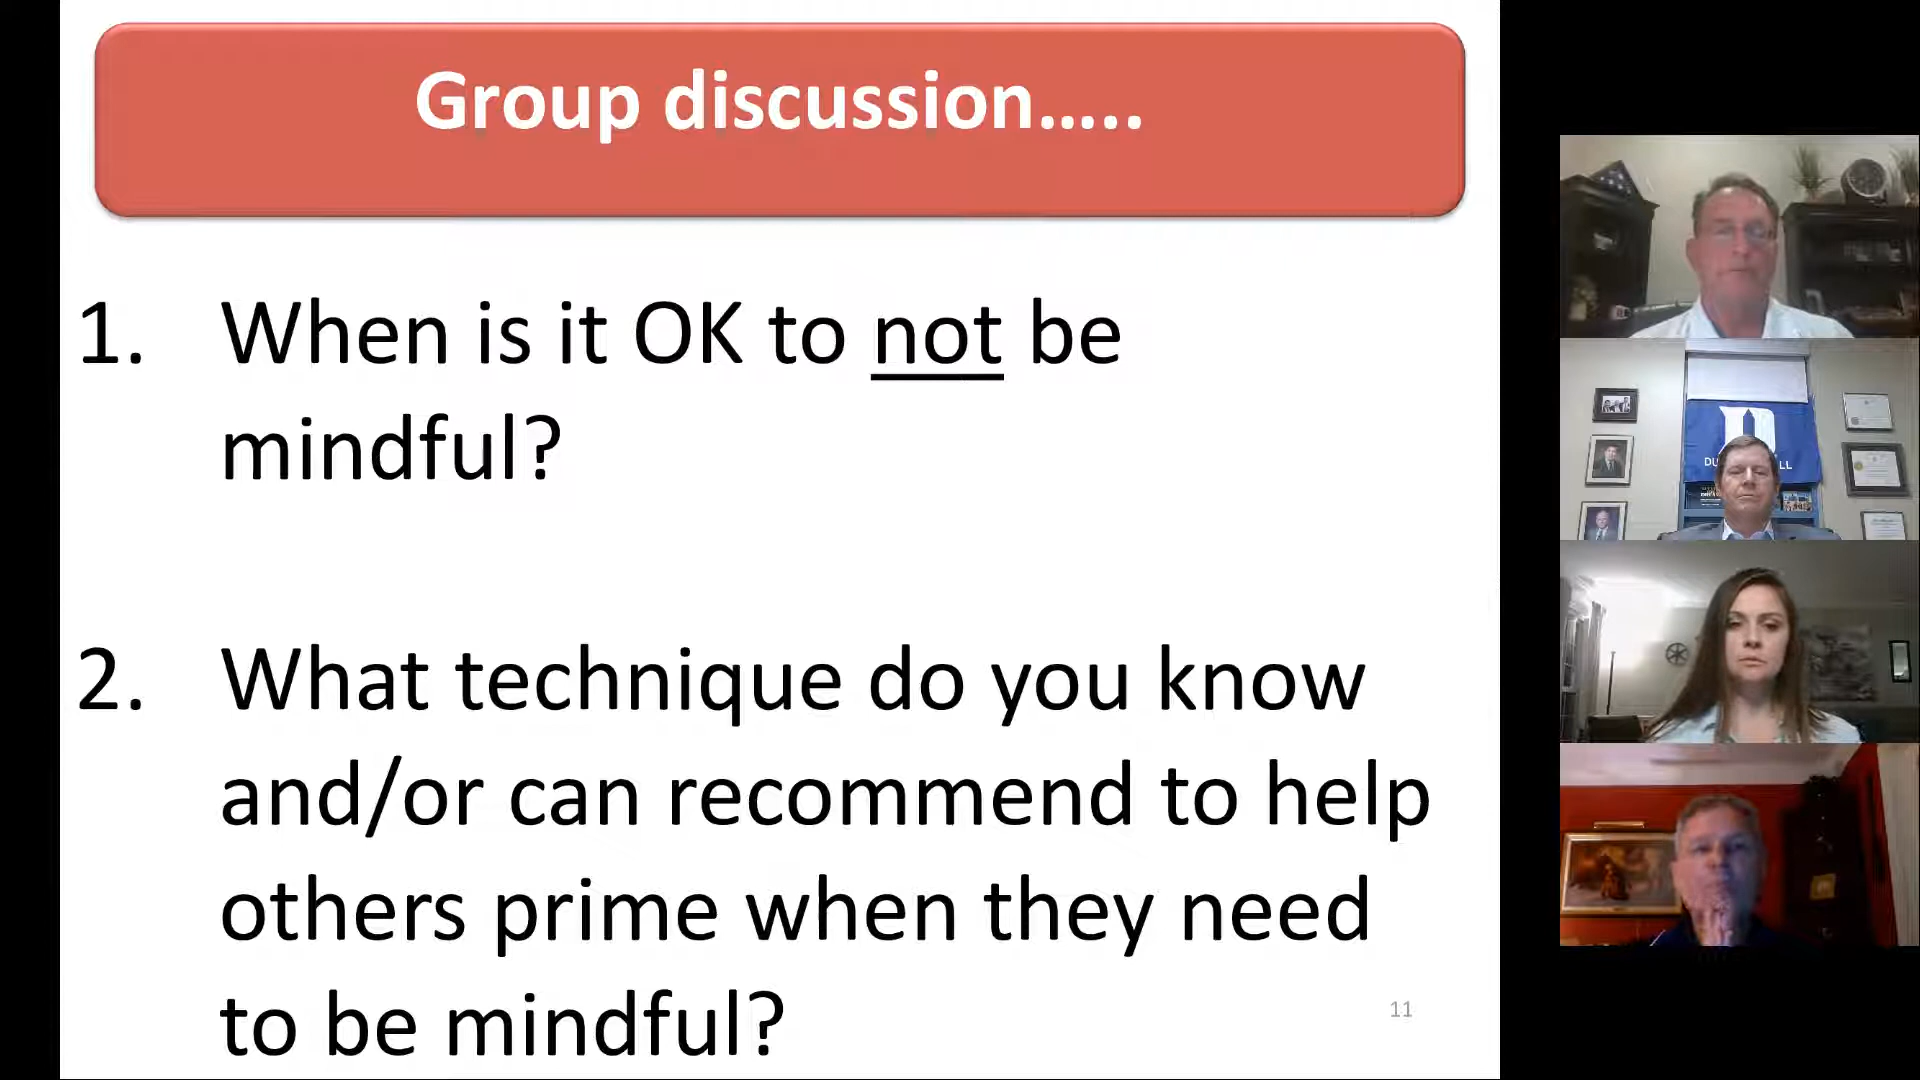 Group discussion…..
1. When is it OK to not be
mindful?
2. What technique do you know
and/or can recommend to help
others prime when they need
to be mindful?
11